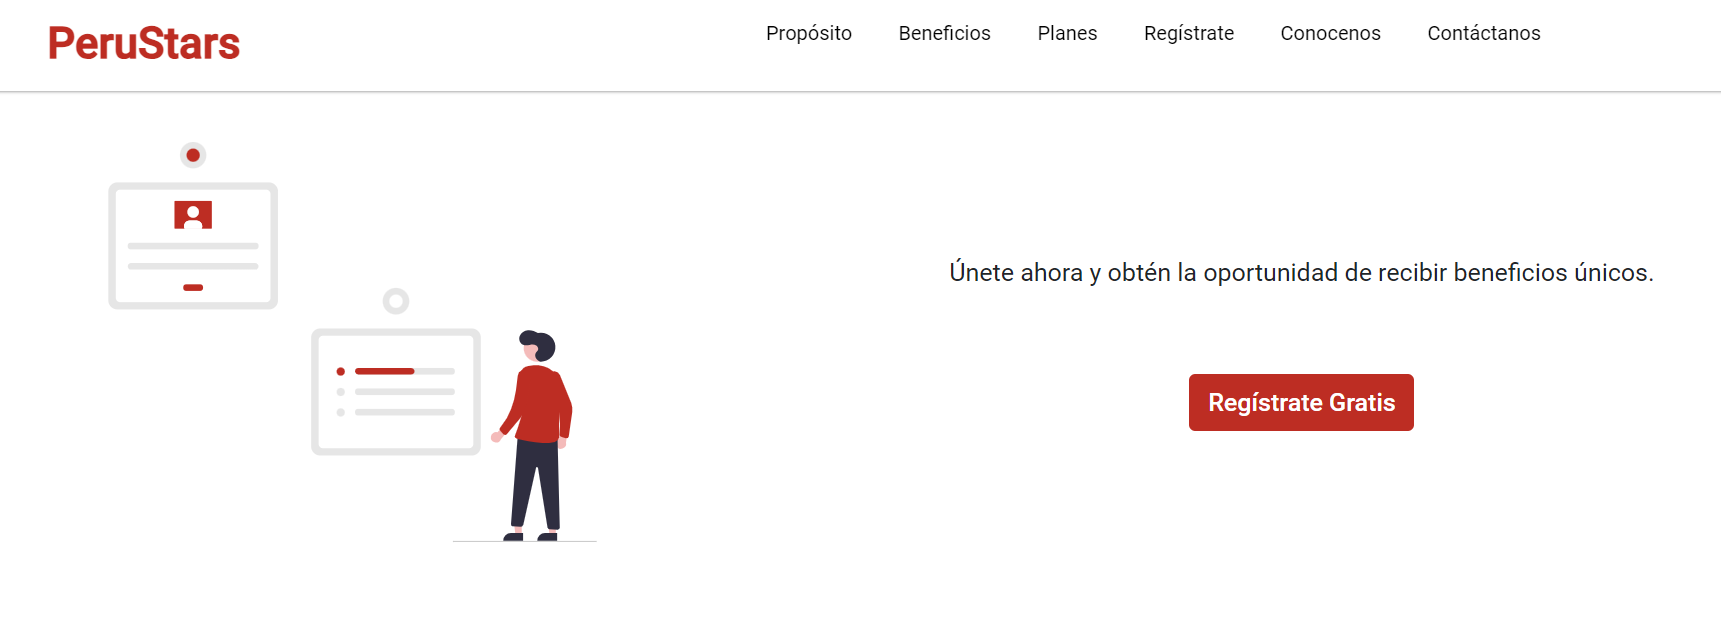 PeruStars
Propósito Beneficios Planes Regístrate Conocenos Contáctanos
Únete ahora y obtén la oportunidad de recibir beneficios únicos.
Regístrate Gratis